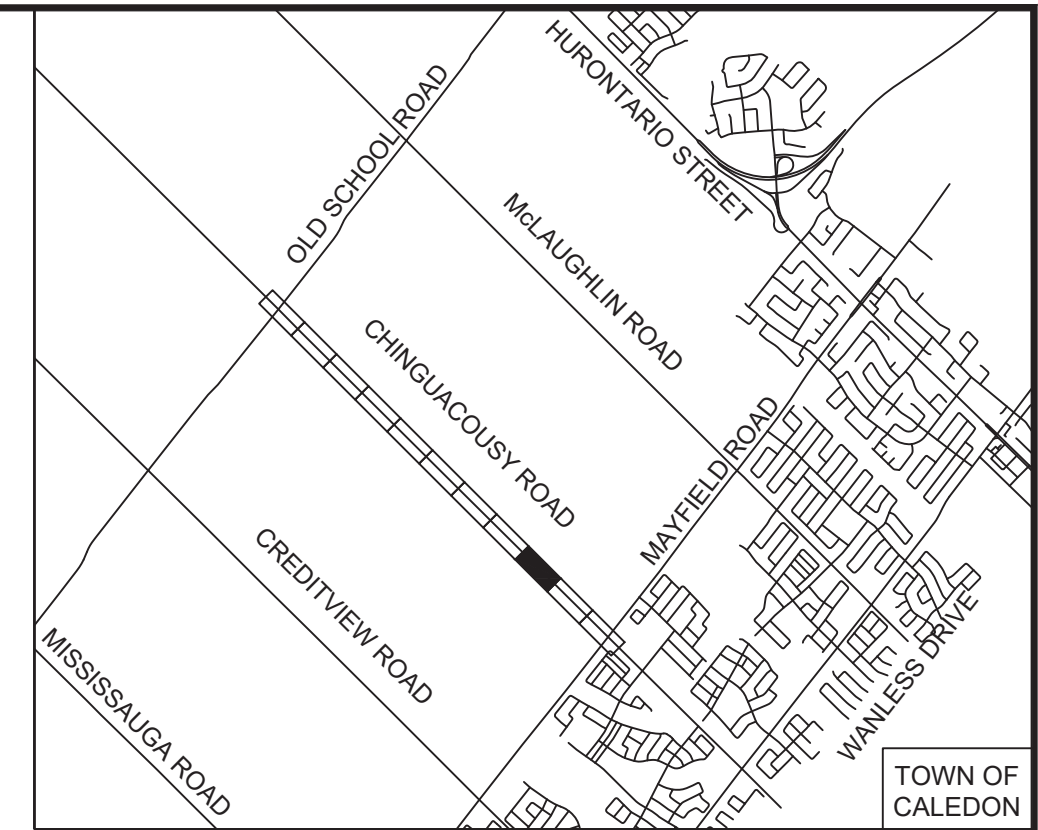 HURONTARIO STREET
OLD SCHOOL ROAD
McLAUGHLIN ROAD
CHINGUACOUSY ROAD
MAYFIELD ROAD
CREDITVIEW ROAD
WANLESS DRIVE
MISSISSAUGA ROAD
TOWN OF
CALEDON